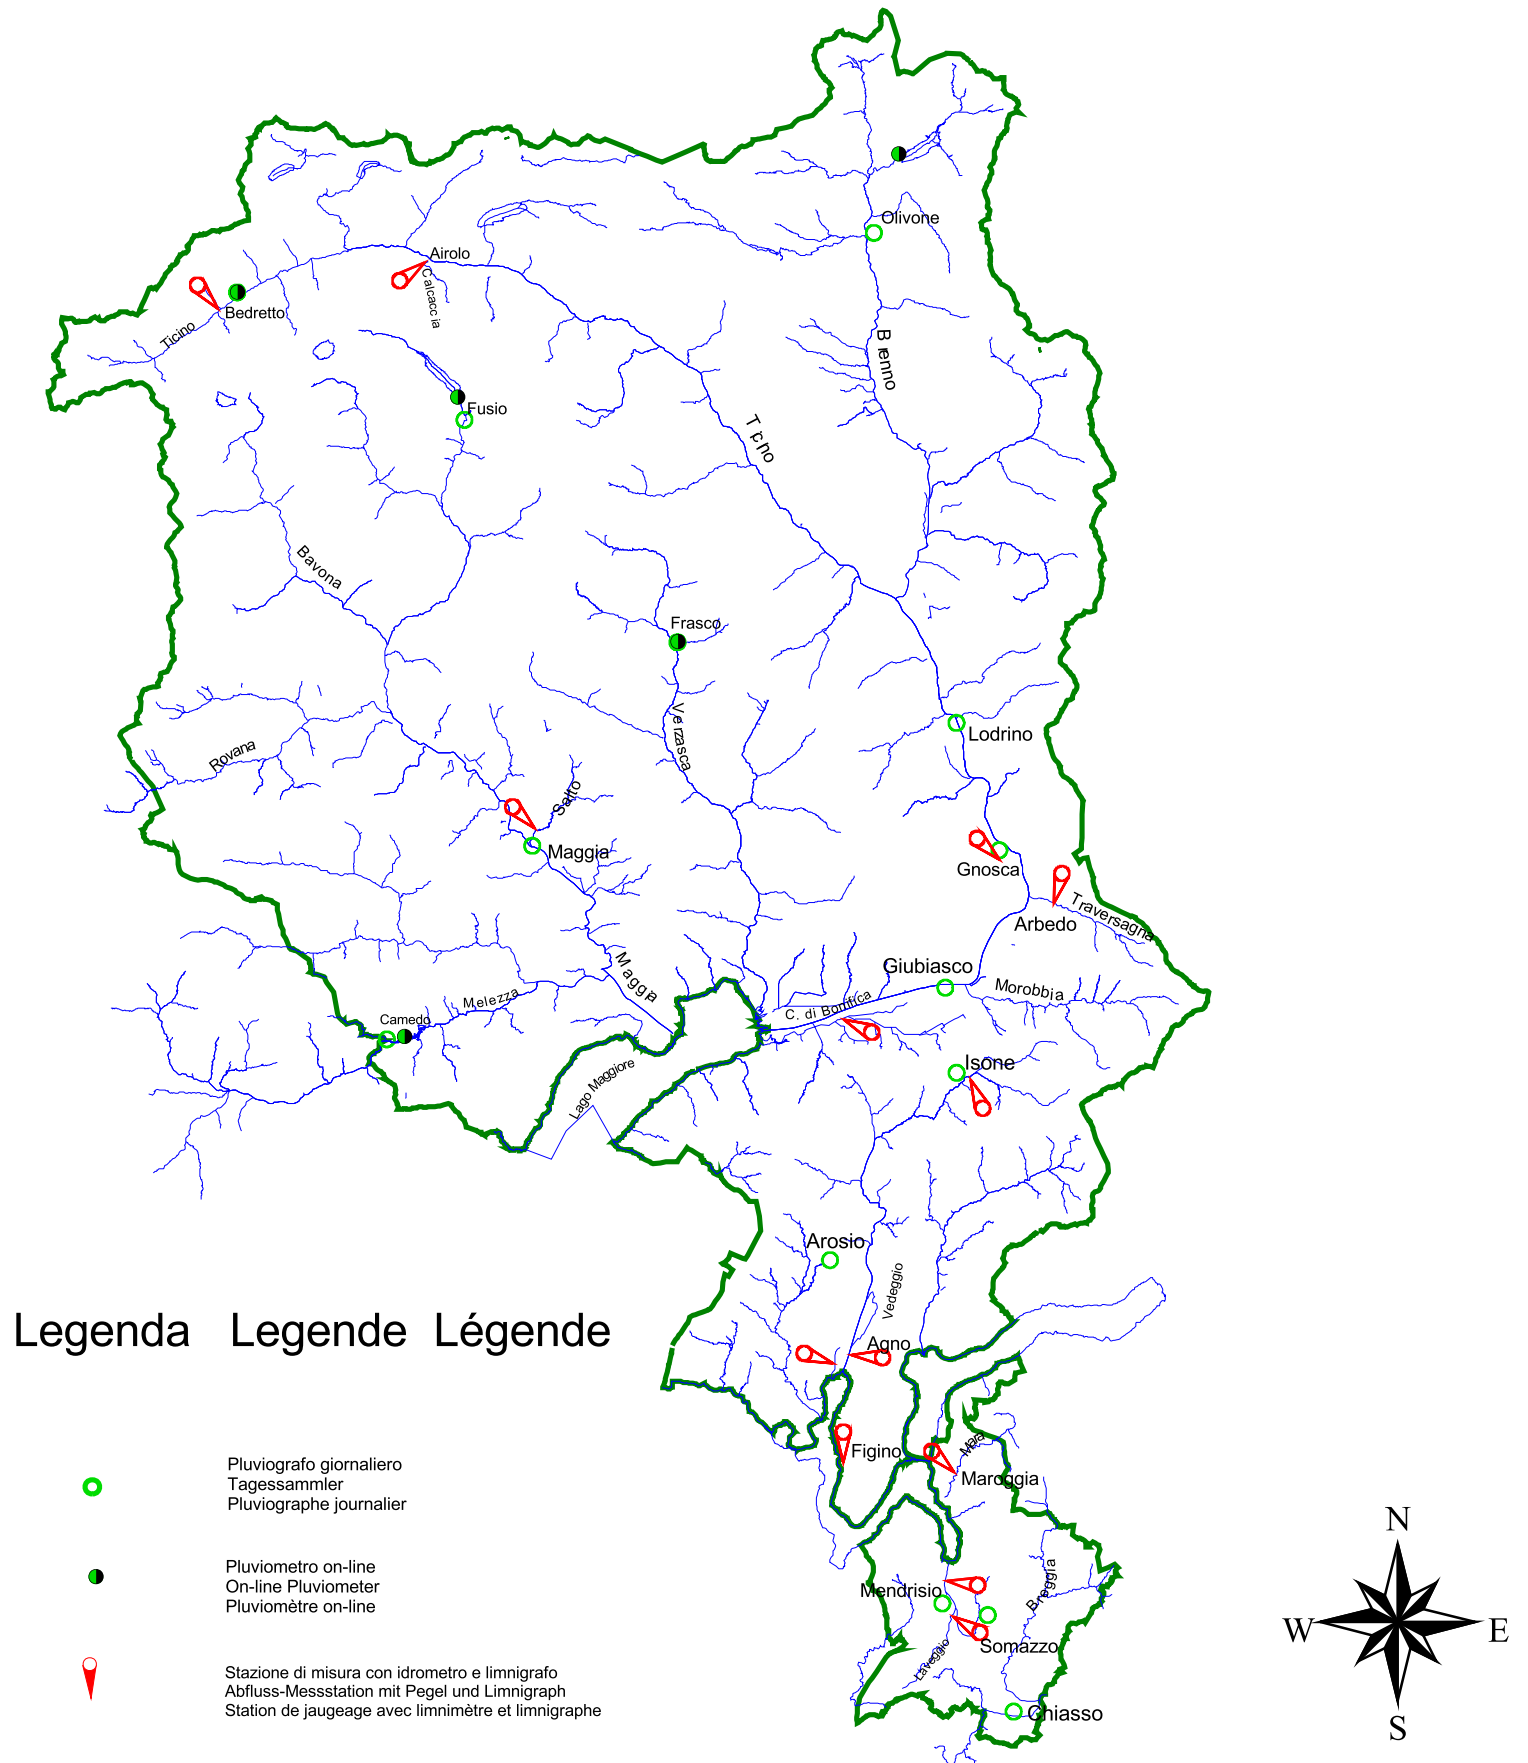 Olivone
Airolo
Calcaccia
Bedretto
Ticino
Brenno
Fusio
Ticino
Bavona
Frasco
Verzasca
Lodrino
Rovana
Salto
Maggia
Gnosca
Traversagna
Arbedo
Giubiasco
Maggia
Morobbia
Melezza
C. di Bonifica
Camedo
Isone
Lago Maggiore
Arosio
Vedeggio
Legenda Legende Légende
Agno
Mara
Figino
Maroggia
Pluviografo giornaliero
Tagessammler
Pluviographe journalier
N
Pluviometro on-line
On-line Pluviometer
Pluviomètre on-line
Breggia
Mendrisio
W
E
Somazzo
Laveggio
Stazione di misura con idrometro e limnigrafo
Abfluss-Messstation mit Pegel und Limnigraph
Station de jaugeage avec limnimètre et limnigraphe
Chiasso
S